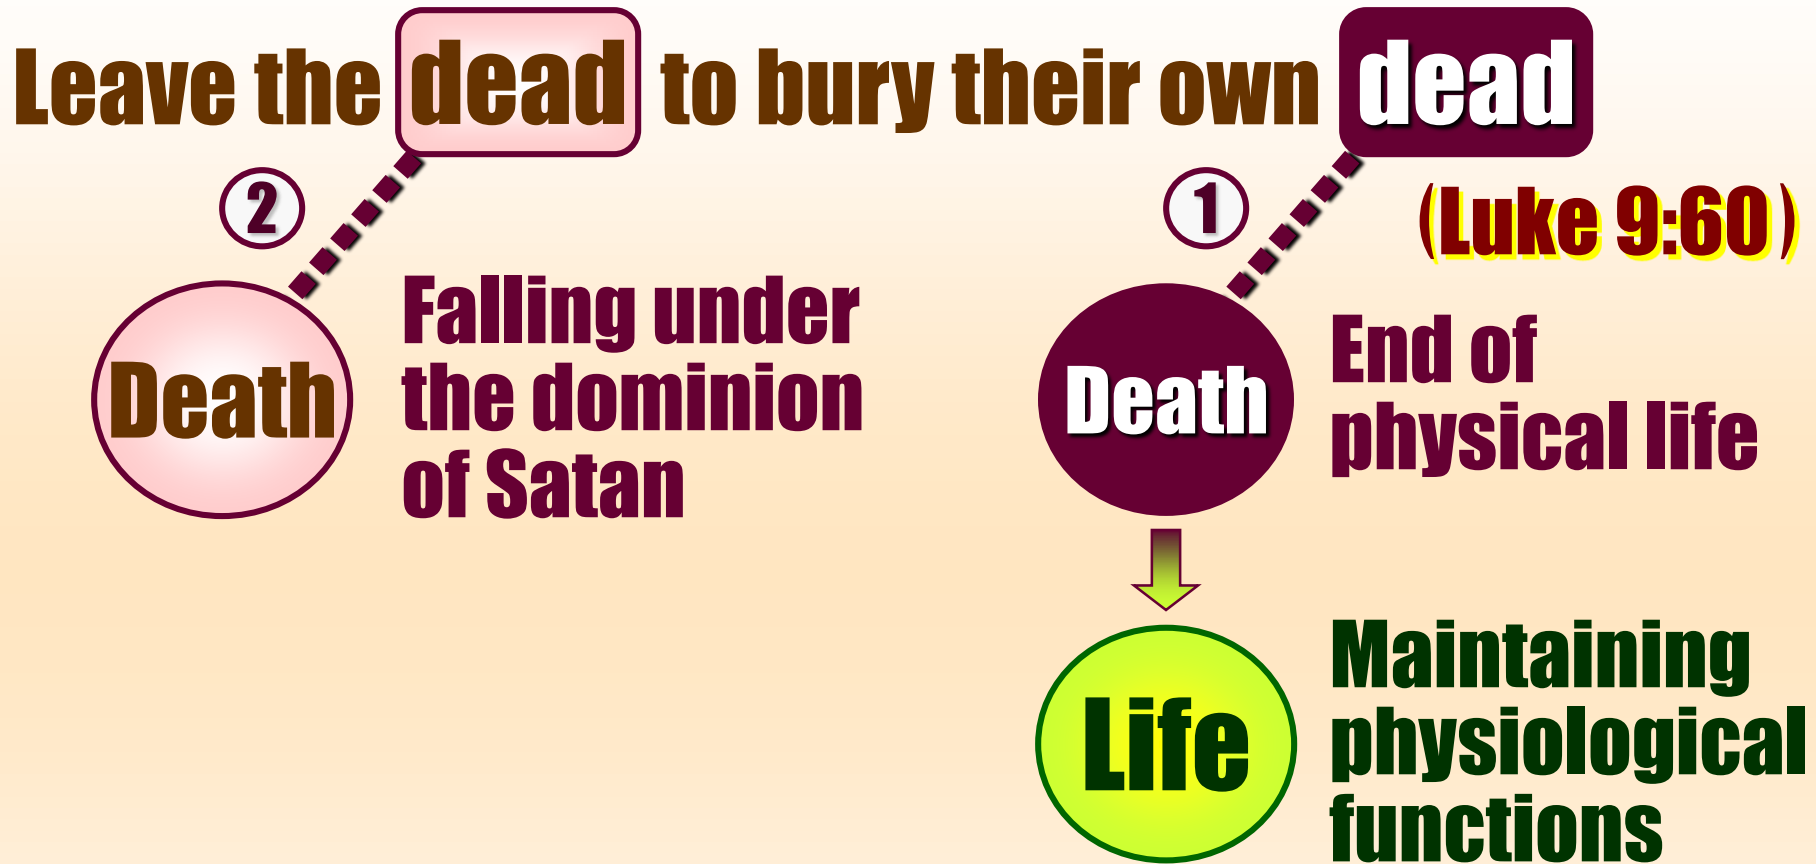 Leave the dead to bury their own dead
(Luke 9:60)
2
Death
Falling under
the dominion
of Satan
1
Death
End of
physical life
Life
Maintaining
physiological
functions